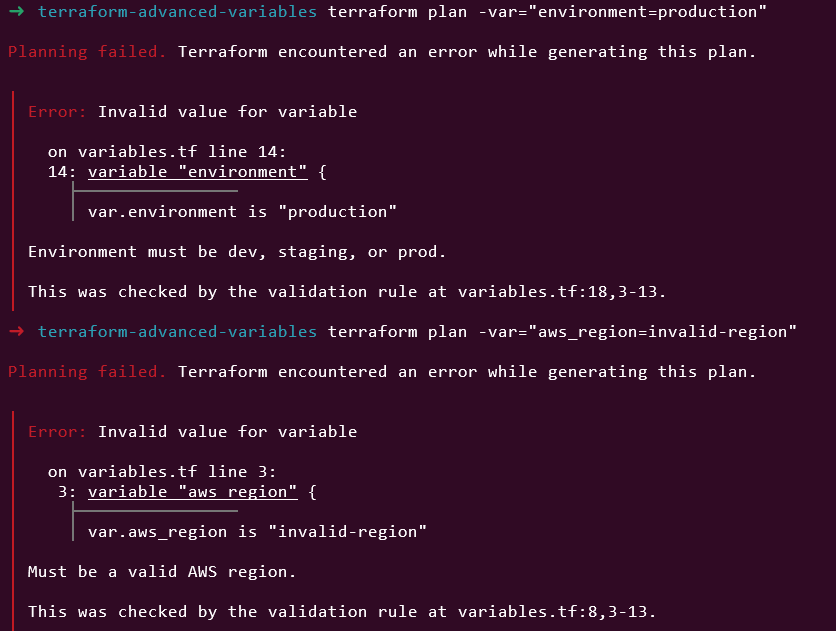 → terraform-advanced-variables terraform plan -var="environment=production"
Planning failed. Terraform encountered an error while generating this plan.
Error: Invalid value for variable
on variables.tf line 14:
14: variable "environment" {
var.environment is "production"
Environment must be dev, staging, or prod.
This was checked by the validation rule at variables.tf:18,3-13.
→ terraform-advanced-variables terraform plan -var="aws_region=invalid-region"
Planning failed. Terraform encountered an error while generating this plan.
Error: Invalid value for variable
on variables.tf line 3:
3: variable "aws_region" {
var.aws_region is "invalid-region"
Must be a valid AWS region.
This was checked by the validation rule at variables.tf:8,3-13.